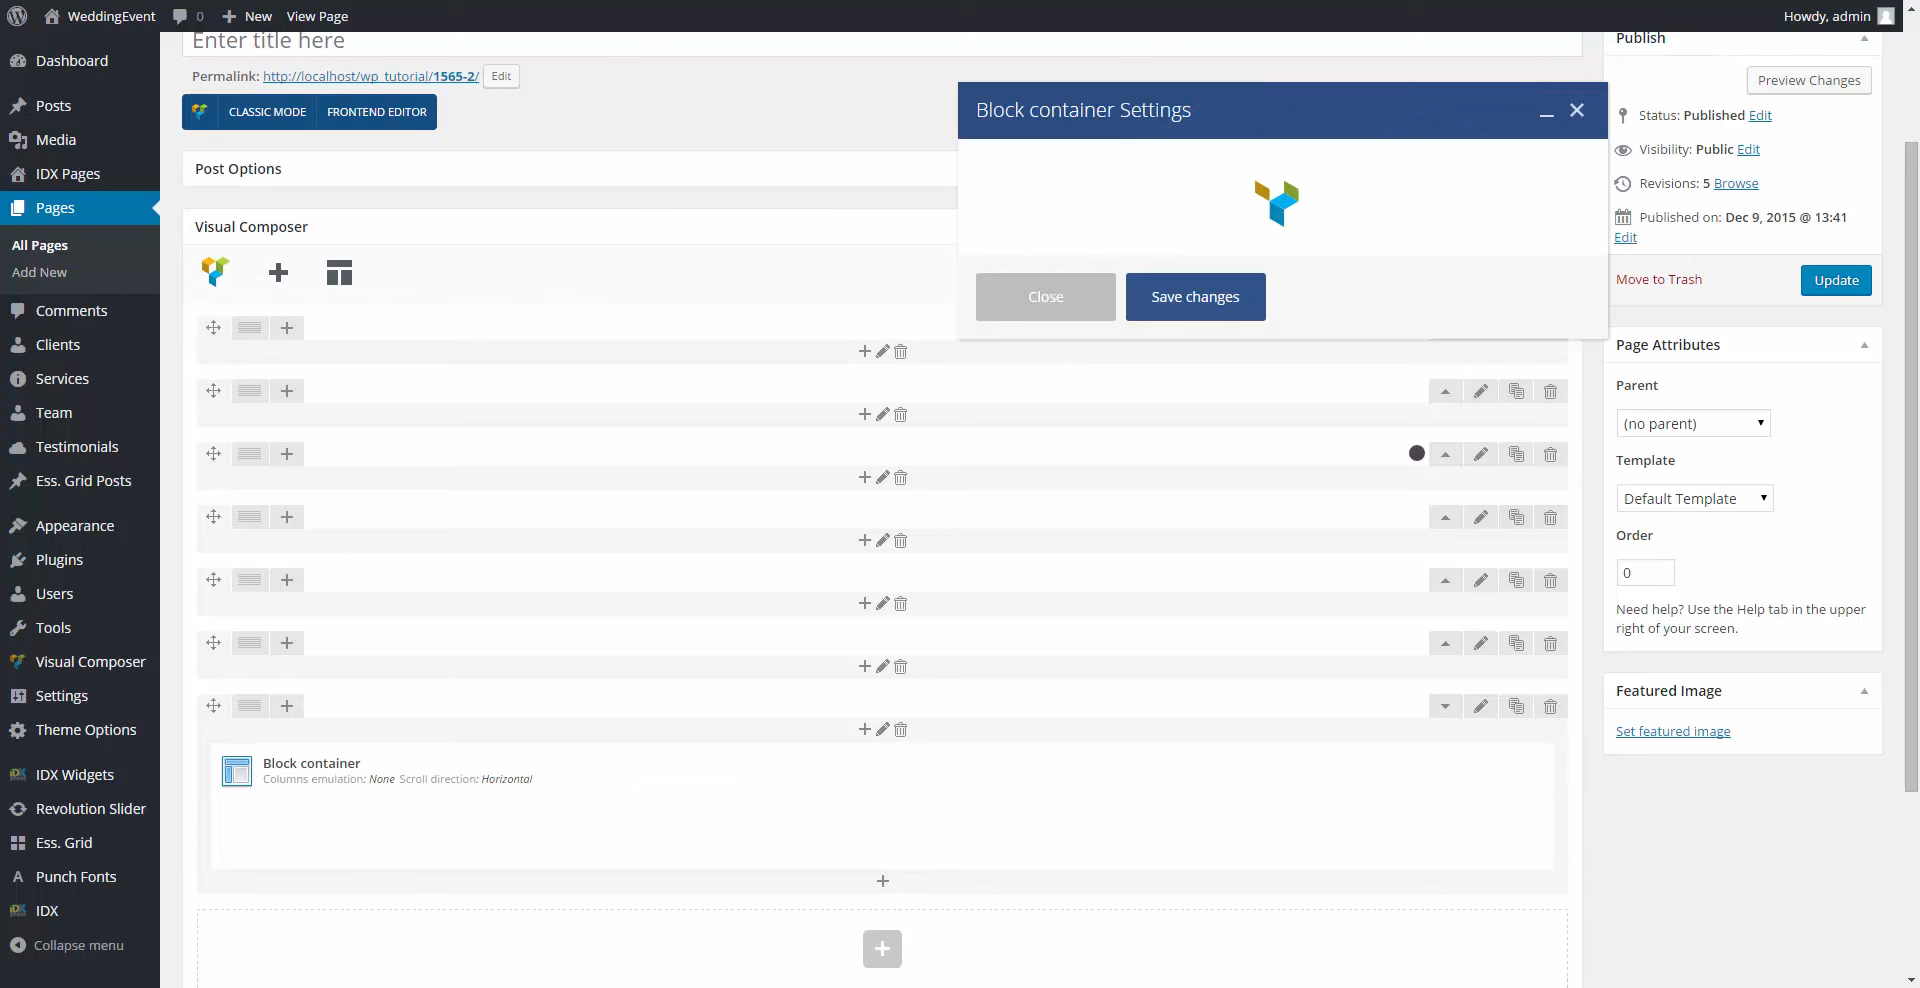 WeddingEvent
0
New
View Page
Howdy, admin
Dashboard
Posts
Media
IDX Pages
Pages
All Pages
Add New
Comments
Clients
Services
Team
Testimonials
Ess. Grid Posts
Appearance
Plugins
Users
Tools
Visual Composer
Settings
Theme Options
IDX Widgets
Revolution Slider
Ess. Grid
Punch Fonts
IDX
Collapse menu
Enter title here
Permalink: http://localhost/wp_tutorial/1565-2/ Edit
CLASSIC MODE FRONTEND EDITOR
Post Options
Visual Composer
Block container Settings
Close Save changes
Block container
Columns emulation: None Scroll direction: Horizontal
Publish
Preview Changes
Status: Published Edit
Visibility: Public Edit
Revisions: 5 Browse
Published on: Dec 9, 2015 @ 13:41
Edit
Move to Trash
Update
Page Attributes
Parent
(no parent)
Template
Default Template
Order
0
Need help? Use the Help tab in the upper
right of your screen.
Featured Image
Set featured image